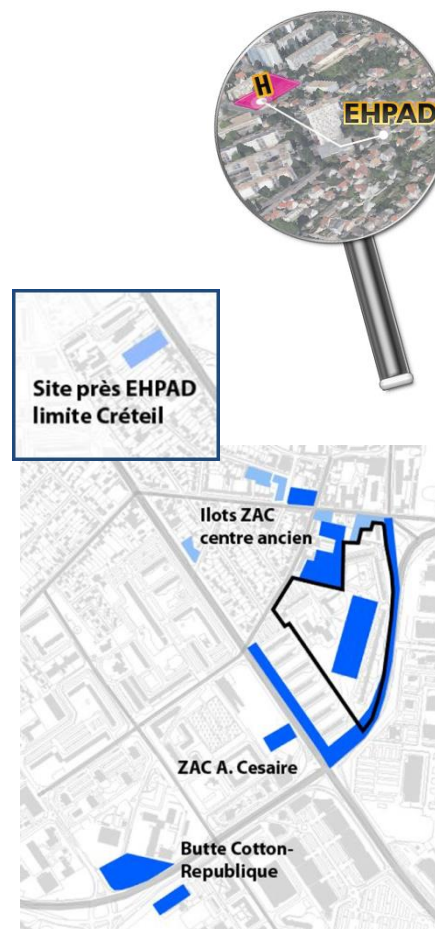 H
EHPAD
Site près EHPAD
limite Créteil
Ilots ZAC
centre ancien
ZAC A. Cesaire
Butte Cotton-
Republique